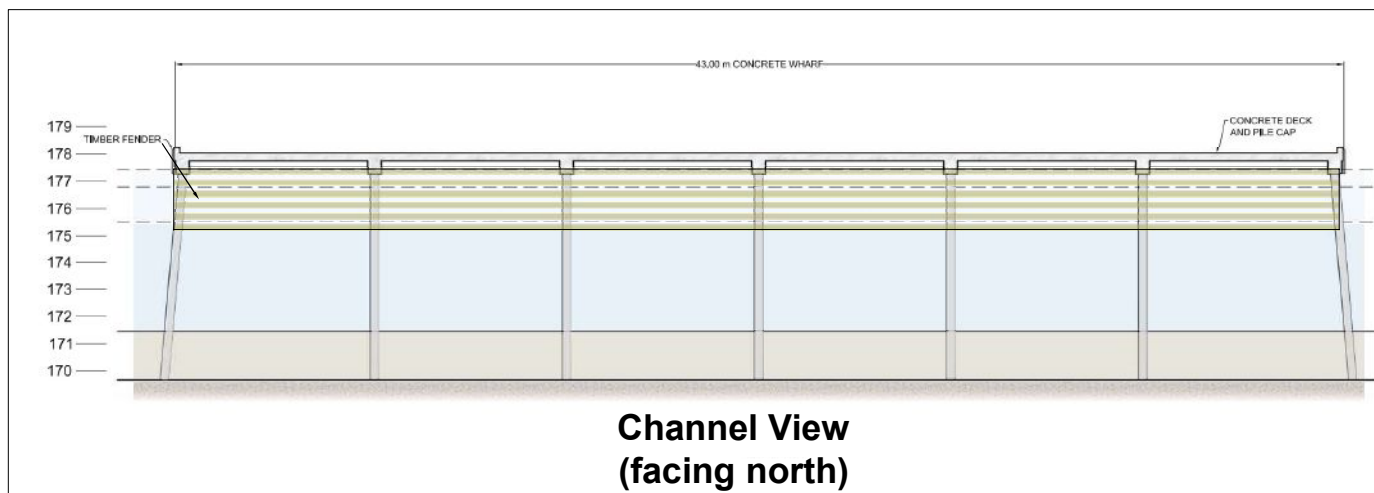 43.00 m CONCRETE WHARF
179
TIMBER FENDER
CONCRETE DECK
AND PILE CAP
178
177
176
175
174
173
172
171
170
Channel View
(facing north)